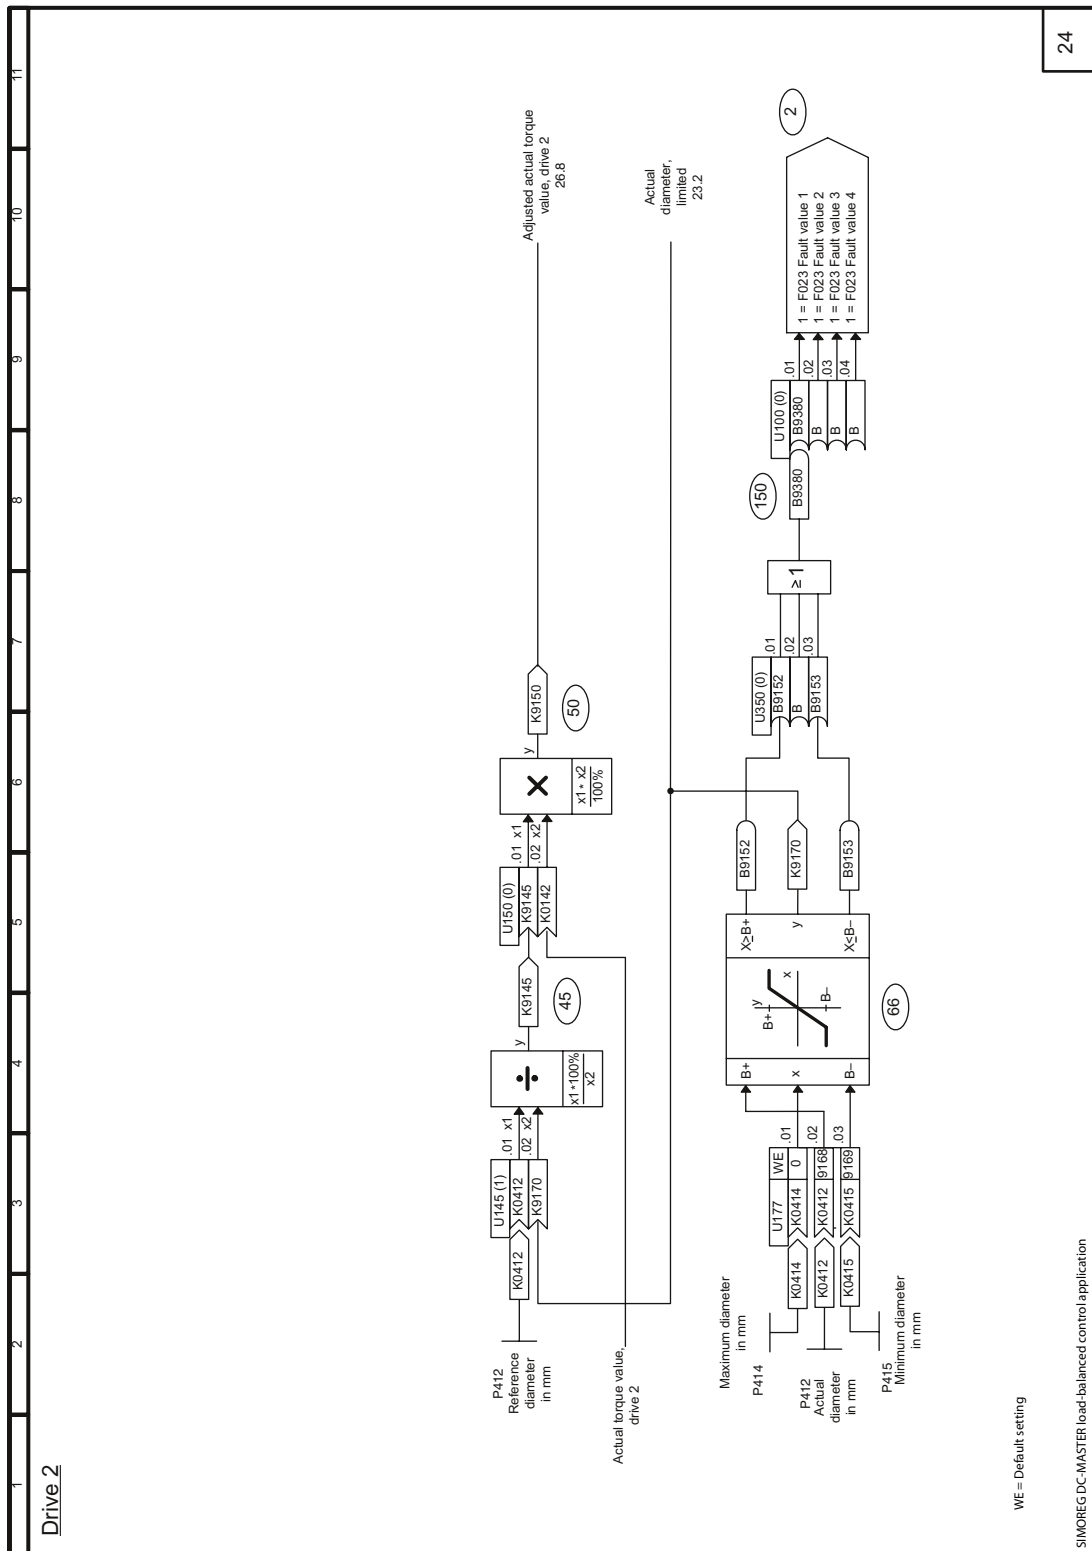 1 2 3 4 5 6 7 8 9 10 11
Drive 2
P412
Reference
diameter
in mm
K0412
U145 (1)
K0412
K9170
.01 x1
.02 x2
÷
x1*100%
x2
y
K9145
45
U150 (0)
K9145
K0142
.01 x1
.02 x2
×
x1* x2
100%
y
K9150
50
Adjusted actual torque
value, drive 2
26.8
Actual torque value,
drive 2
Actual
diameter,
limited
23.2
Maximum diameter
in mm
P414
P412
Actual
diameter
in mm
P415
Minimum diameter
in mm
K0414
K0412
K0415
U177
WE
K0414
0
K0412
9168
K0415
9169
.01
.02
.03
B+
x
B–
B+
y
x
B–
X≥B+
y
X≤B–
66
B9152
K9170
B9153
U350 (0)
B9152
B
B9153
.01
.02
.03
≥ 1
150
B9380
U100 (0)
B9380
B
B
B
.01
.02
.03
.04
1 = F023 Fault value 1
1 = F023 Fault value 2
1 = F023 Fault value 3
1 = F023 Fault value 4
2
WE = Default setting
SIMOREG DC-MASTER load-balanced control application
24